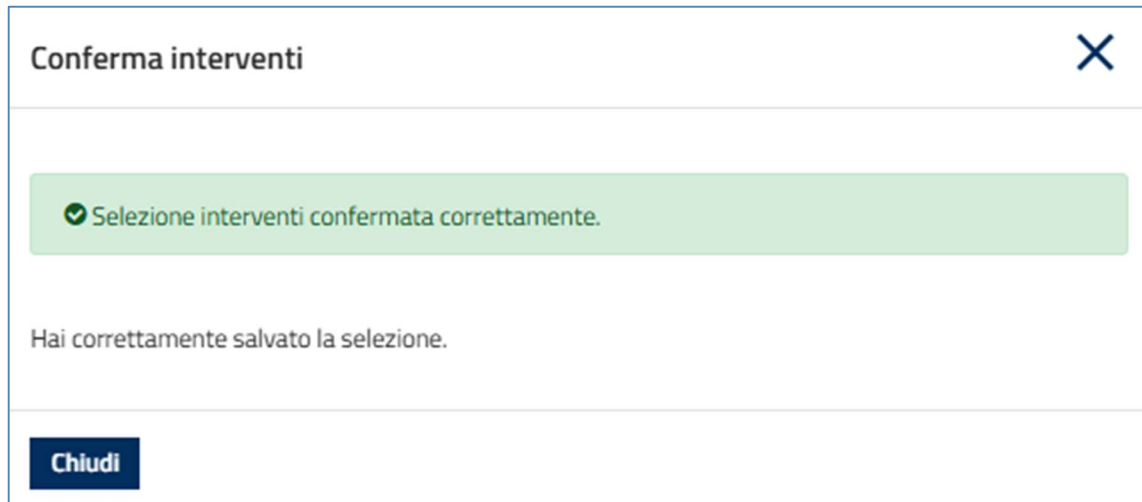 Conferma interventi
Selezione interventi confermata correttamente.
Hai correttamente salvato la selezione.
Chiudi